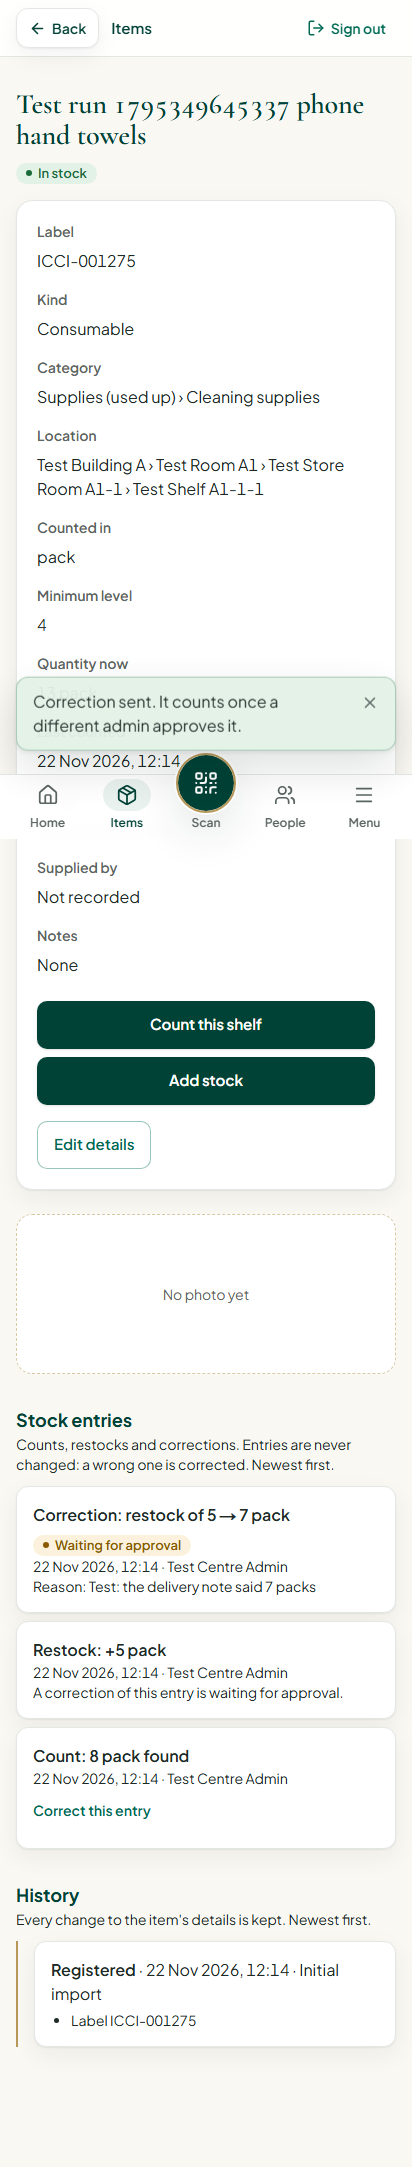 Back
Items
Sign out
Test run 1795349645337 phone
hand towels
In stock
Label
ICCI-001275
Kind
Consumable
Category
Supplies (used up) › Cleaning supplies
Location
Test Building A › Test Room A1 › Test Store
Room A1-1 › Test Shelf A1-1-1
Counted in
pack
Minimum level
4
Quantity now
13 pack
Correction sent. It counts once a
different admin approves it.
22 Nov 2026, 12:14
Home
Items
Scan
People
Menu
Supplied by
Not recorded
Notes
None
Count this shelf
Add stock
Edit details
No photo yet
Stock entries
Counts, restocks and corrections. Entries are never
changed: a wrong one is corrected. Newest first.
Correction: restock of 5 → 7 pack
Waiting for approval
22 Nov 2026, 12:14 · Test Centre Admin
Reason: Test: the delivery note said 7 packs
Restock: +5 pack
22 Nov 2026, 12:14 · Test Centre Admin
A correction of this entry is waiting for approval.
Count: 8 pack found
22 Nov 2026, 12:14 · Test Centre Admin
Correct this entry
History
Every change to the item's details is kept. Newest first.
Registered · 22 Nov 2026, 12:14 · Initial
import
Label ICCI-001275